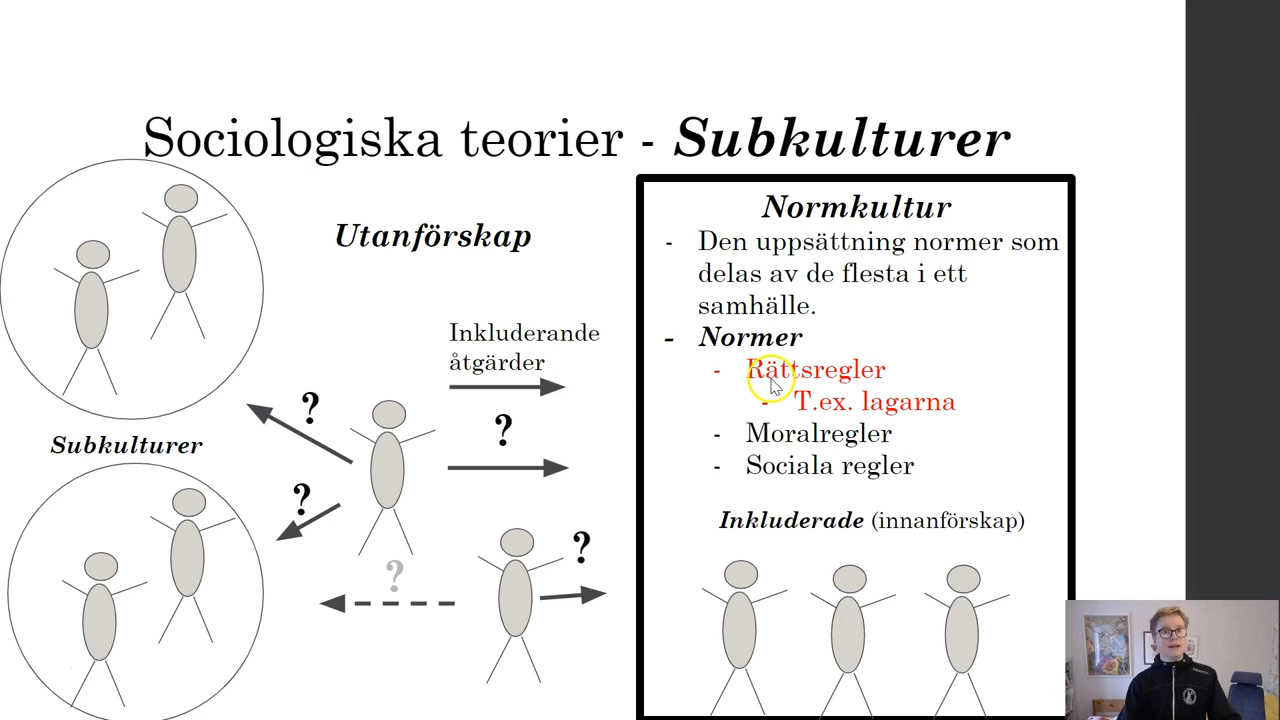 Sociologiska teorier - Subkulturer
Utanförskap
Inkluderande
åtgärder
?
?
?
?
?
Subkulturer
Normkultur
- Den uppsättning normer som
delas av de flesta i ett
samhälle.
- Normer
- Rättsregler
- T.ex. lagarna
- Moralregler
- Sociala regler
Inkluderade (innanförskap)